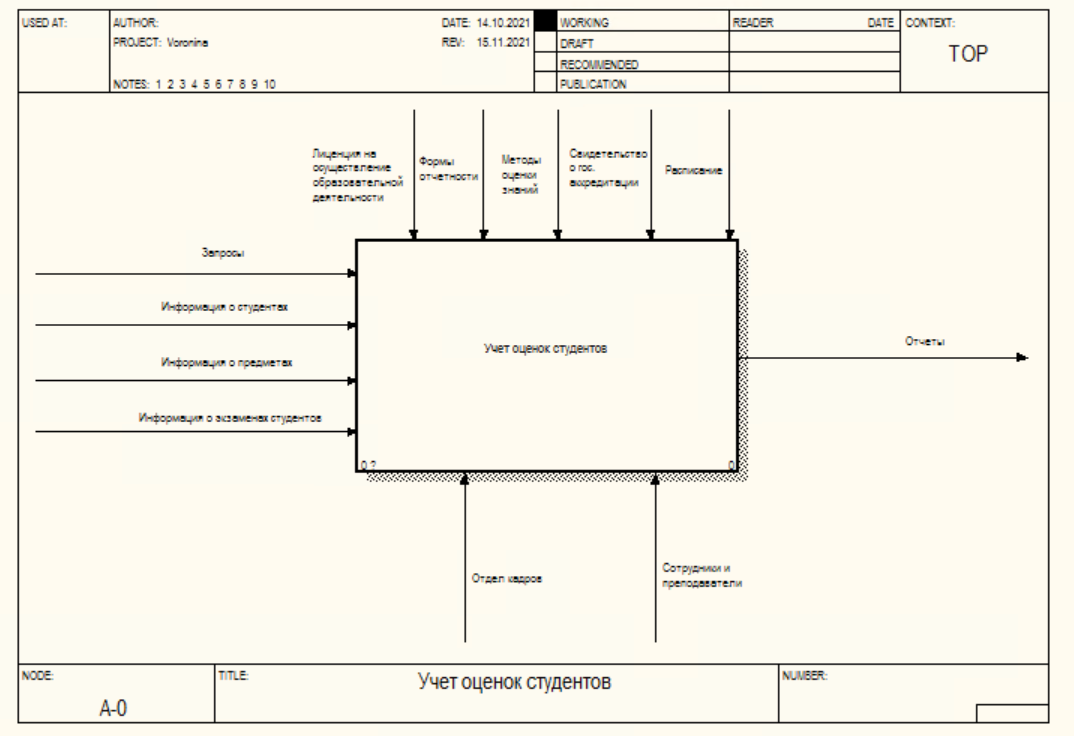 USED AT:
AUTHOR:
DATE: 14.10.2021
WORKING
READER
DATE
CONTEXT:
PROJECT: Voronina
REV: 15.11.2021
DRAFT
TOP
RECOMMENDED
NOTES: 1 2 3 4 5 6 7 8 9 10
PUBLICATION
Лицензия на
осуществление
образовательной
деятельности
Формы
отчетности
Методы
оценки
знаний
Свидетельство
о гос.
аккредитации
Расписание
Запросы
Информация о студентах
Информация о предметах
Информация о экзаменах студентов
Учет оценок студентов
Отчеты
0 ?
0
Отдел кадров
Сотрудники и
преподаватели
NODE:
TITLE:
NUMBER:
A-0
Учет оценок студентов